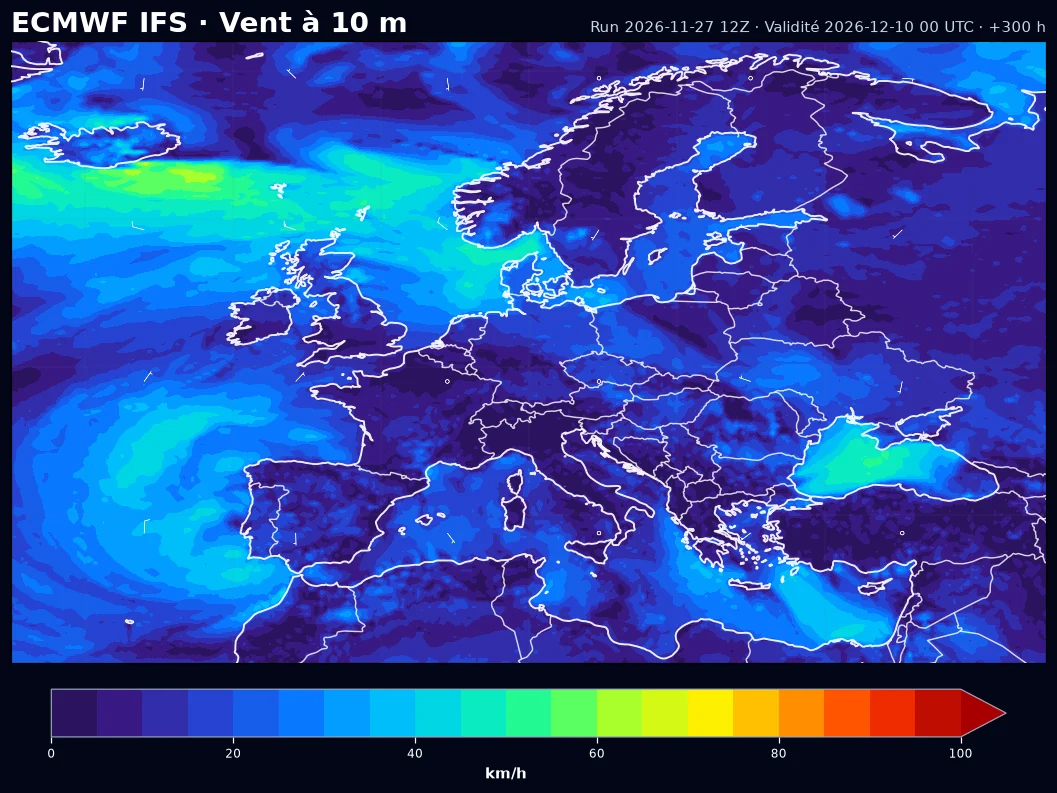 ECMWF IFS · Vent à 10 m
Run 2026-11-27 12Z · Validité 2026-12-10 00 UTC · +300 h
0 20 40 60 80 100
km/h